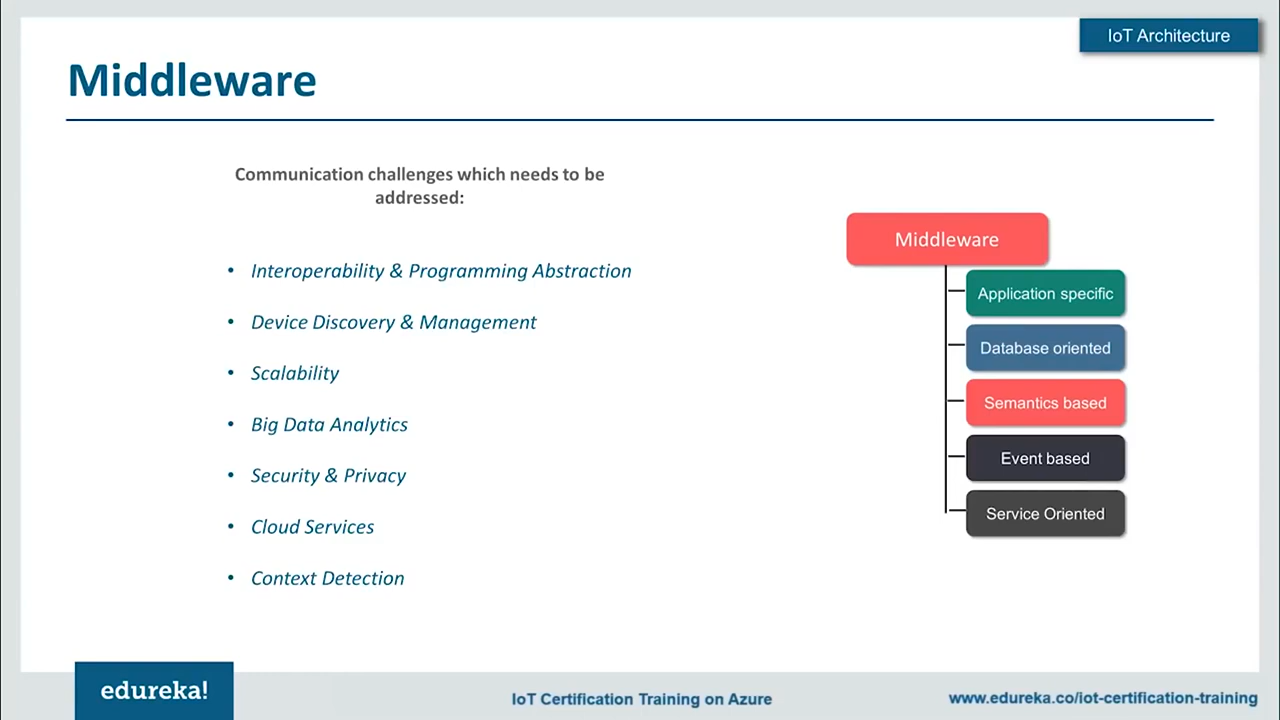 IoT Architecture
Middleware
Communication challenges which needs to be
addressed:
• Interoperability & Programming Abstraction
• Device Discovery & Management
• Scalability
• Big Data Analytics
• Security & Privacy
• Cloud Services
• Context Detection
Middleware
Application specific
Database oriented
Semantics based
Event based
Service Oriented
edureka!
IoT Certification Training on Azure
www.edureka.co/iot-certification-training